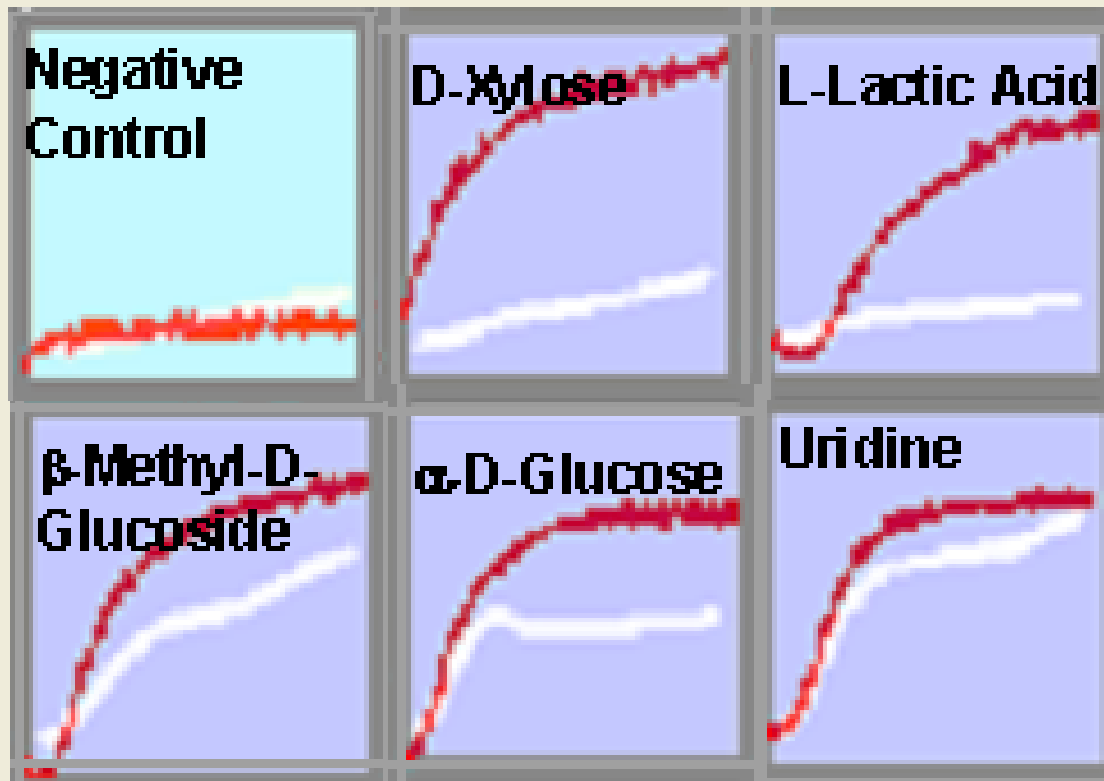 Negative
Control
D-Xylose
L-Lactic Acid
β-Methyl-D-
Glucoside
α-D-Glucose
Uridine